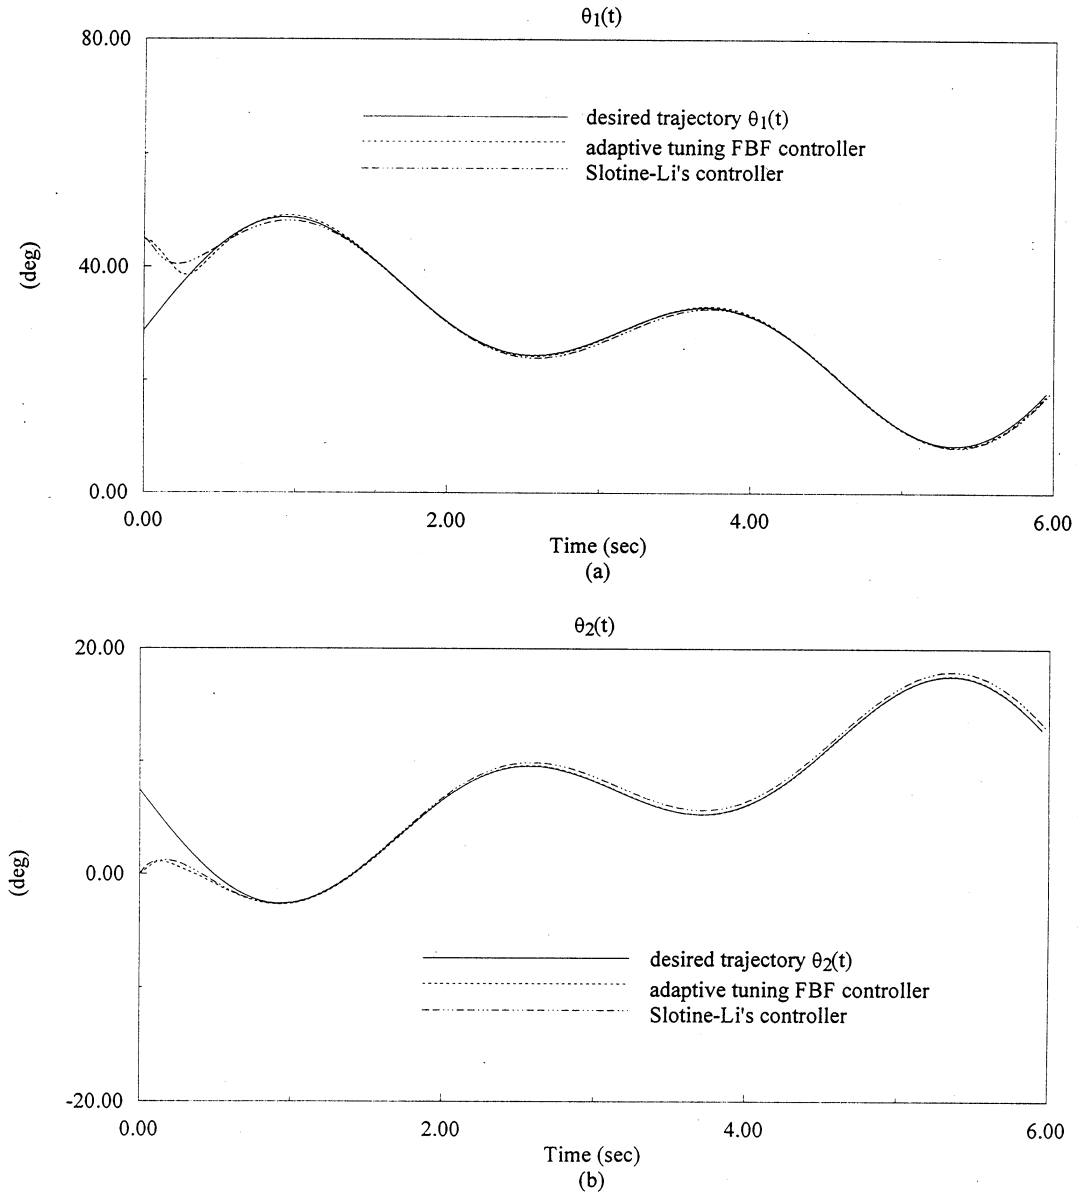 θ1(t)
80.00
desired trajectory θ1(t)
adaptive tuning FBF controller
Slotine-Li's controller
(deg)
40.00
0.00
0.00 2.00 4.00 6.00
Time (sec)
(a)
θ2(t)
20.00
(deg)
0.00
desired trajectory θ2(t)
adaptive tuning FBF controller
Slotine-Li's controller
-20.00
0.00 2.00 4.00 6.00
Time (sec)
(b)